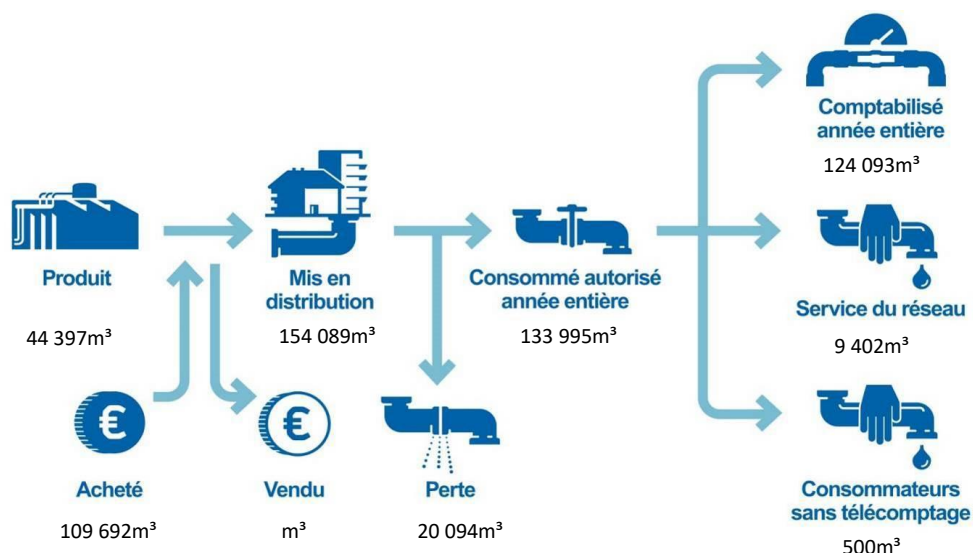 Produit
44 397m³
Acheté
109 692m³
Mis en
distribution
154 089m³
Vendu
m³
Perte
20 094m³
Consommé autorisé
année entière
133 995m³
Comptabilisé
année entière
124 093m³
Service du réseau
9 402m³
Consommateurs
sans télécomptage
500m³
€
€